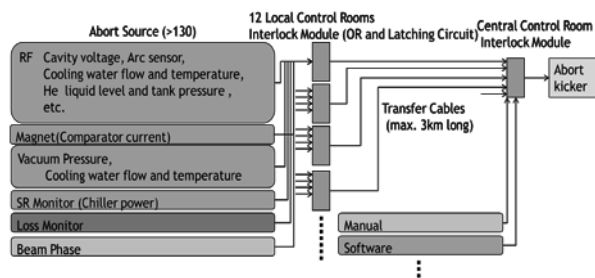 Abort Source (>130)
12 Local Control Rooms
Interlock Module (OR and Latching Circuit)
Central Control Room
Interlock Module
RF Cavity voltage, Arc sensor,
Cooling water flow and temperature,
He liquid level and tank pressure ,
etc.
Abort
kicker
Transfer Cables
(max. 3km long)
Magnet(Comparator current)
Vacuum Pressure,
Cooling water flow and temperature
SR Monitor (Chiller power)
Loss Monitor
Beam Phase
Manual
Software